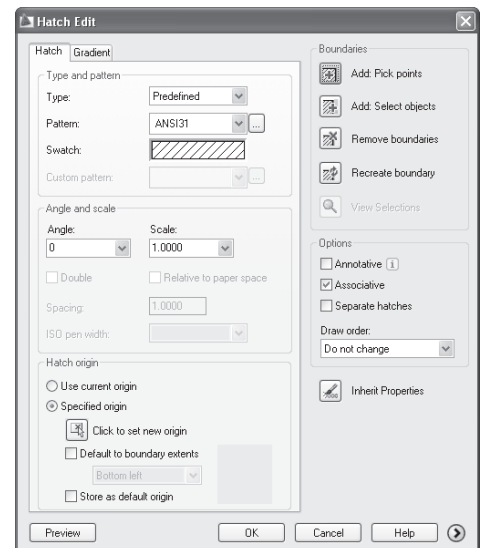 Hatch Edit
Hatch Gradient
Type and pattern
Type: Predefined
Pattern: ANSI31 ...
Swatch:
Custom pattern: ...
Angle and scale
Angle: Scale:
0 1.0000
Double Relative to paper space
Spacing: 1.0000
ISO pen width:
Hatch origin
Use current origin
Specified origin
Click to set new origin
Default to boundary extents
Bottom left
Store as default origin
Boundaries
Add: Pick points
Add: Select objects
Remove boundaries
Recreate boundary
View Selections
Options
Annotative i
Associative
Separate hatches
Draw order:
Do not change
Inherit Properties
Preview OK Cancel Help